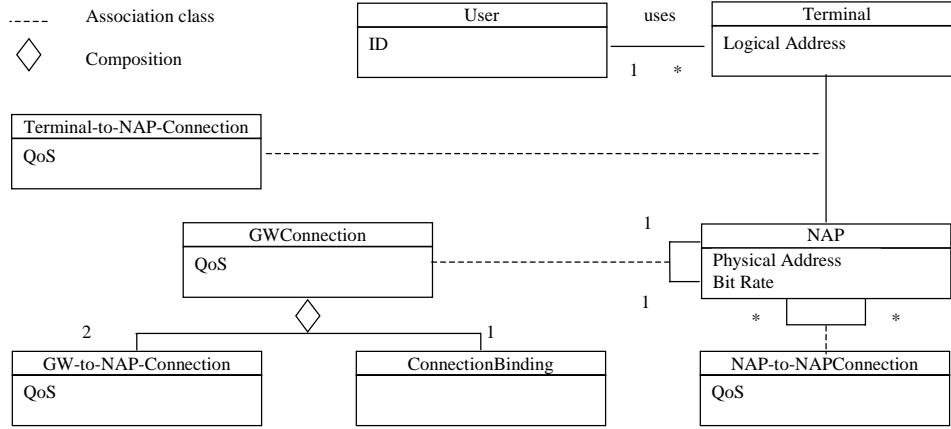 Association class
Composition
User
ID
uses
1
*
Terminal
Logical Address
Terminal-to-NAP-Connection
QoS
GWConnection
QoS
1
1
NAP
Physical Address
Bit Rate
*
*
2
1
GW-to-NAP-Connection
QoS
ConnectionBinding
NAP-to-NAPConnection
QoS